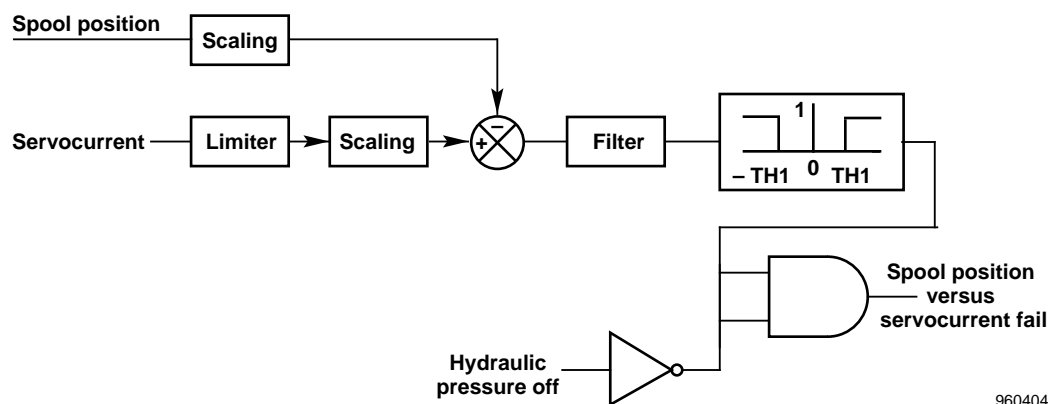 Spool position
Scaling
Servocurrent
Limiter
Scaling
−
+
Filter
1
– TH1
0
TH1
Spool position
versus
servocurrent fail
Hydraulic
pressure off
960404